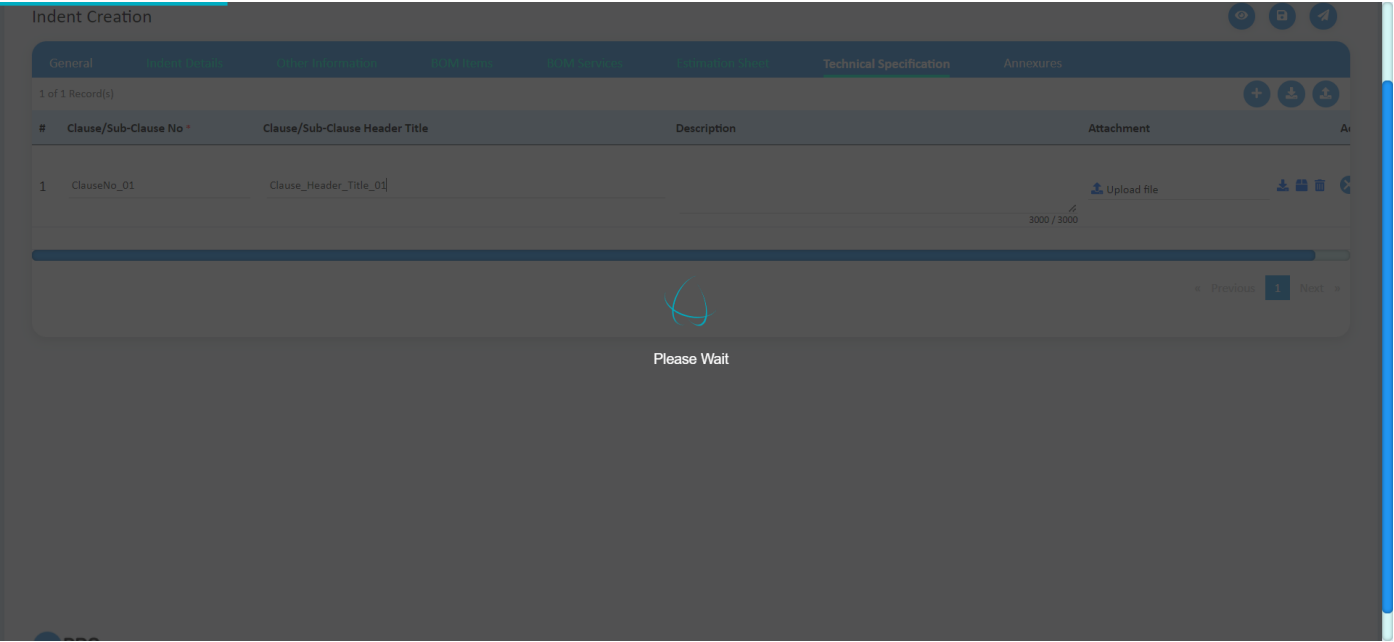 Indent Creation
General Indent Details Other Information BOM Items BOM Services Estimation Sheet Technical Specification Annexures
1 of 1 Record(s)
# Clause/Sub-Clause No * Clause/Sub-Clause Header Title Description Attachment
1 ClauseNo_01 Clause_Header_Title_01 Upload file
3000 / 3000
« Previous 1 Next »
Please Wait